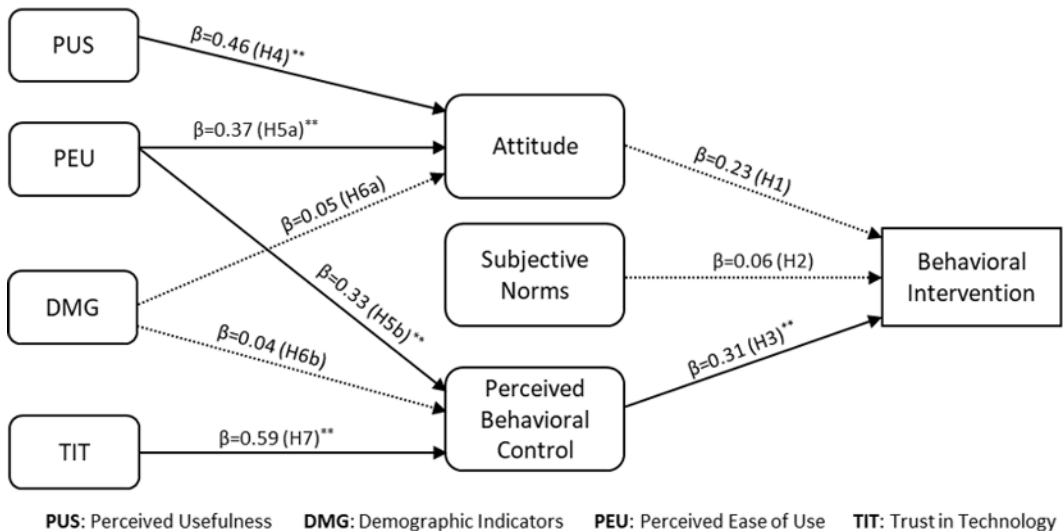 PUS
β=0.46 (H4)**
PEU
β=0.37 (H5a)**
Attitude
β=0.23 (H1)
β=0.05 (H6a)
Subjective
Norms
β=0.06 (H2)
Behavioral
Intervention
DMG
β=0.33 (H5b)**
β=0.04 (H6b)
β=0.31 (H3)**
Perceived
Behavioral
Control
TIT
β=0.59 (H7)**
PUS: Perceived Usefulness DMG: Demographic Indicators PEU: Perceived Ease of Use TIT: Trust in Technology